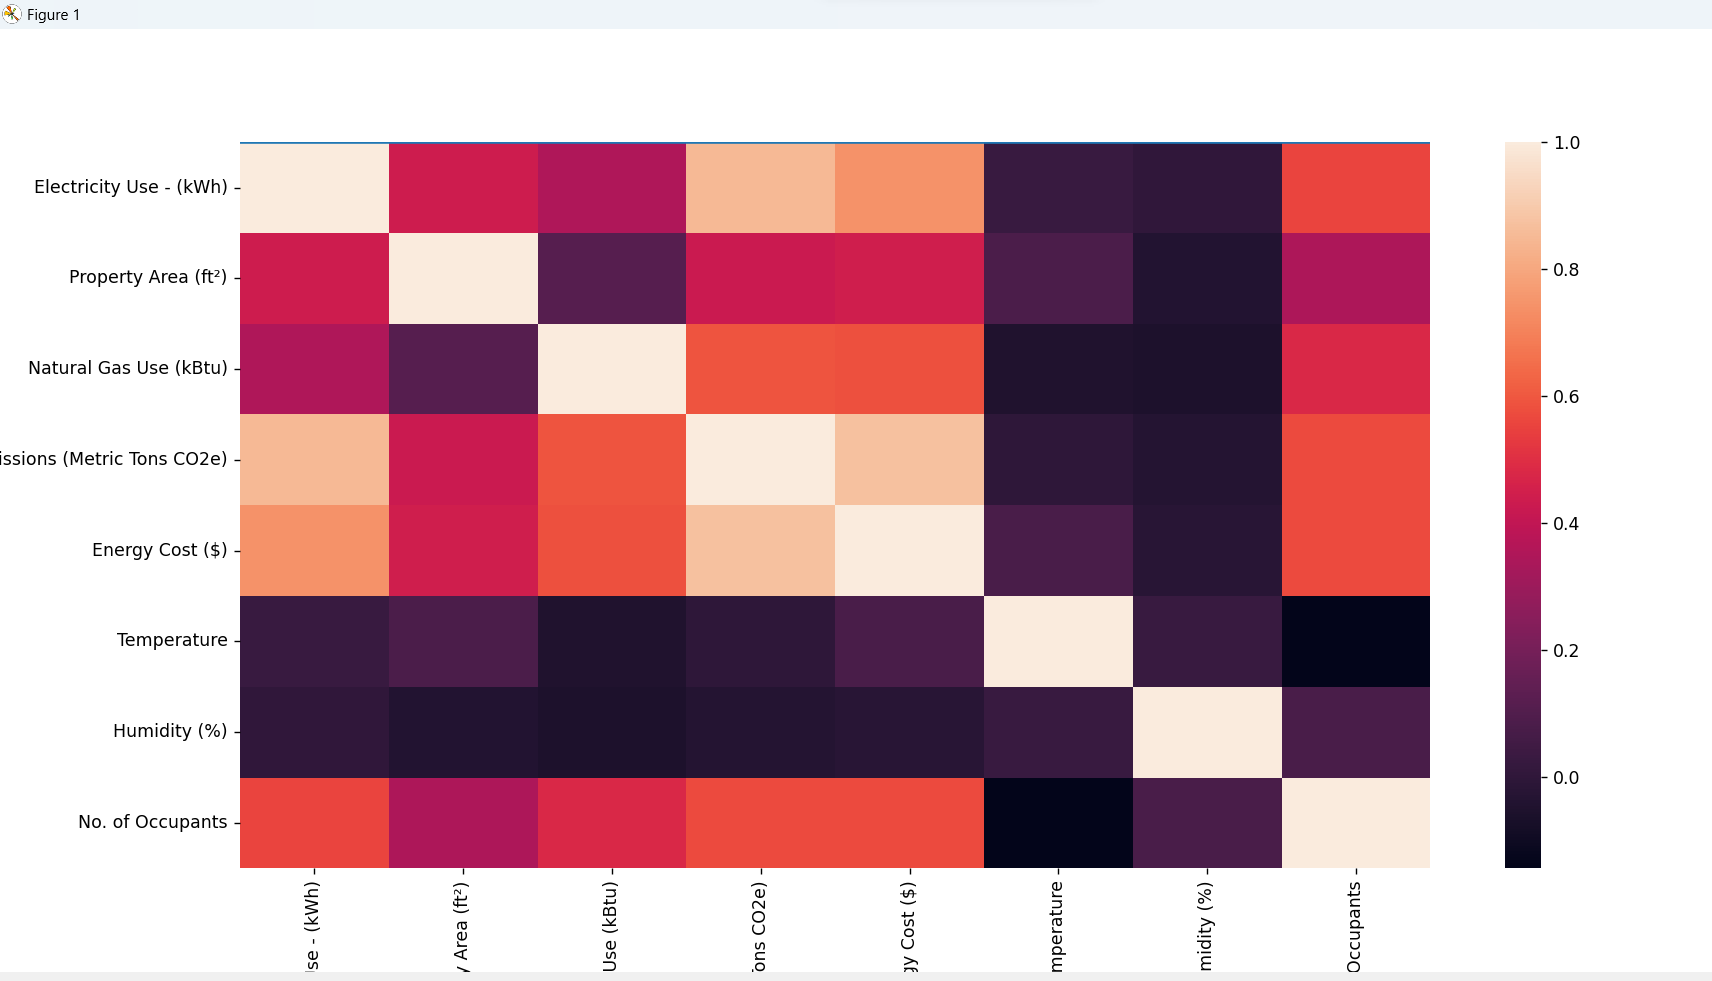 Figure 1
Electricity Use - (kWh)
Property Area (ft²)
Natural Gas Use (kBtu)
issions (Metric Tons CO2e)
Energy Cost ($)
Temperature
Humidity (%)
No. of Occupants
1.0
0.8
0.6
0.4
0.2
0.0
se - (kWh)
y Area (ft²)
Use (kBtu)
ons CO2e)
gy Cost ($)
mperature
midity (%)
Occupants